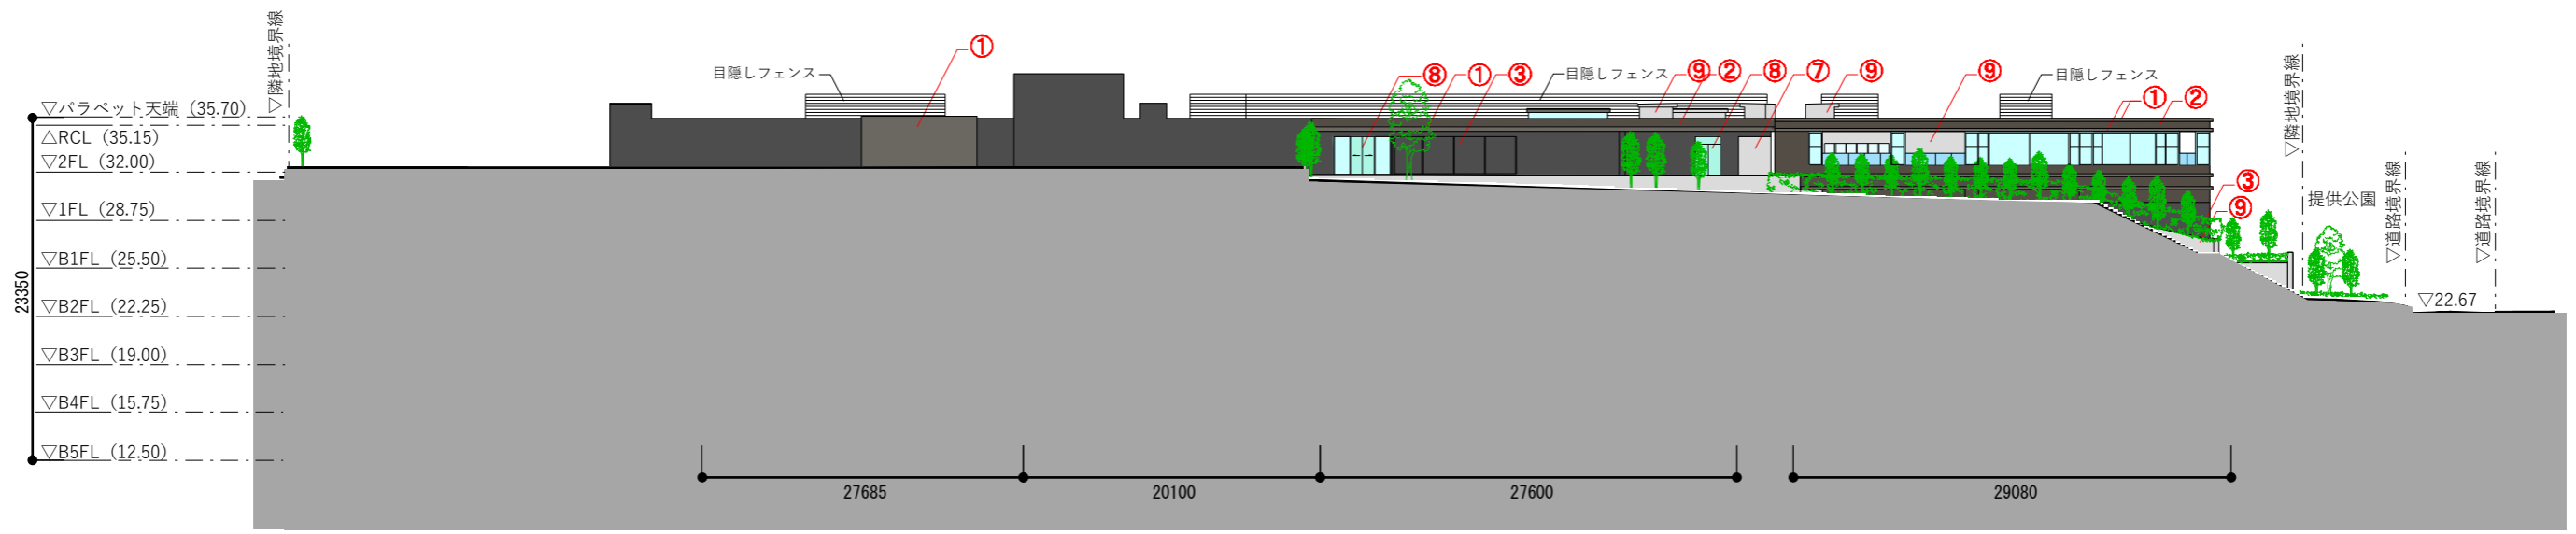 ▽隣地境界線
▽パラペット天端（35.70）
△RCL（35.15）
▽2FL（32.00）
▽1FL（28.75）
▽B1FL（25.50）
▽B2FL（22.25）
▽B3FL（19.00）
▽B4FL（15.75）
▽B5FL（12.50）
23350
目隠しフェンス
①
⑧
①
③
目隠しフェンス
⑨
②
⑧
⑦
⑨
⑨
目隠しフェンス
①
②
③
⑨
▽隣地境界線
提供公園
▽道路境界線
▽道路境界線
▽22.67
27685
20100
27600
29080